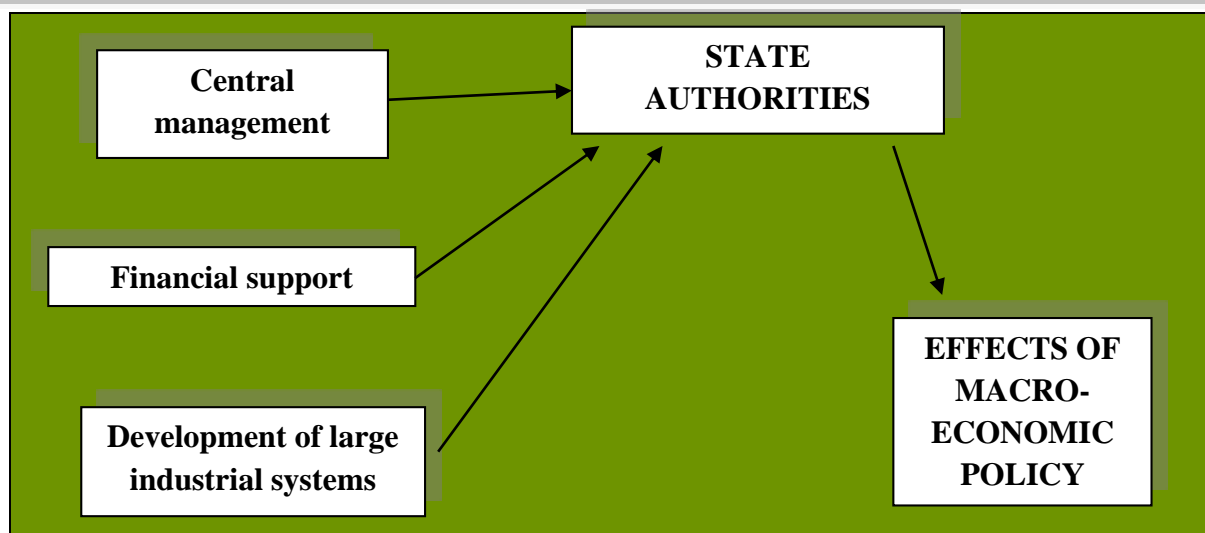 Central
management
STATE
AUTHORITIES
Financial support
Development of large
industrial systems
EFFECTS OF
MACRO-
ECONOMIC
POLICY